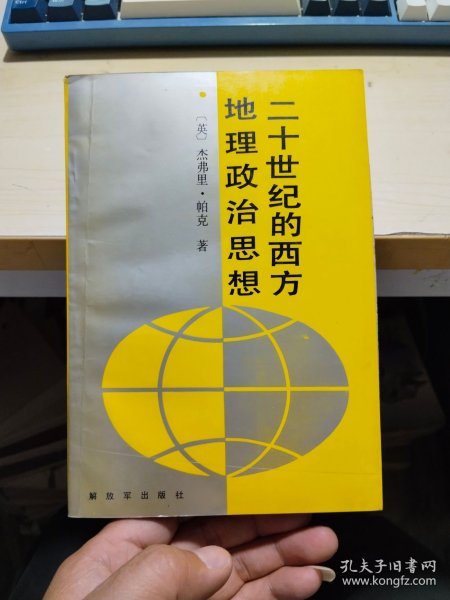 二十世纪的西方
地理政治思想
〔英〕杰弗里·帕克 著
解放军出版社
孔夫子旧书网
www.kongfz.com